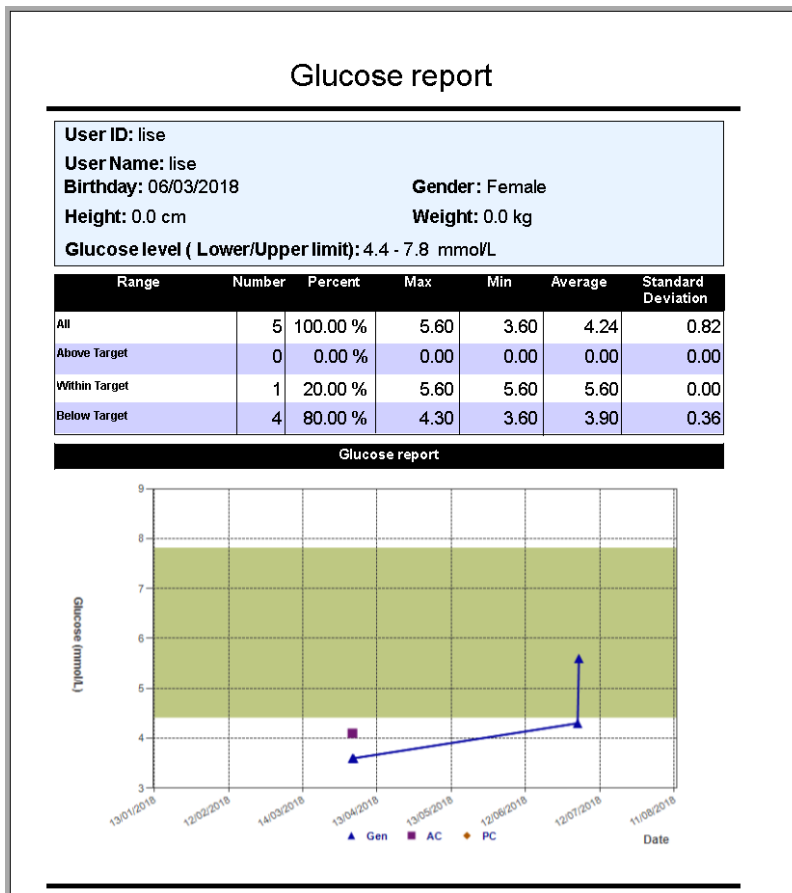 Glucose report
User ID: lise
User Name: lise
Birthday: 06/03/2018 Gender: Female
Height: 0.0 cm Weight: 0.0 kg
Glucose level ( Lower/Upper limit): 4.4 - 7.8 mmol/L
Range Number Percent Max Min Average Standard Deviation
All 5 100.00 % 5.60 3.60 4.24 0.82
Above Target 0 0.00 % 0.00 0.00 0.00 0.00
Within Target 1 20.00 % 5.60 5.60 5.60 0.00
Below Target 4 80.00 % 4.30 3.60 3.90 0.36
Glucose report
9
8
7
6
5
4
3
Glucose (mmol/L)
13/01/2018 12/02/2018 14/03/2018 13/04/2018 13/05/2018 12/06/2018 12/07/2018 11/08/2018
Gen AC PC
Date